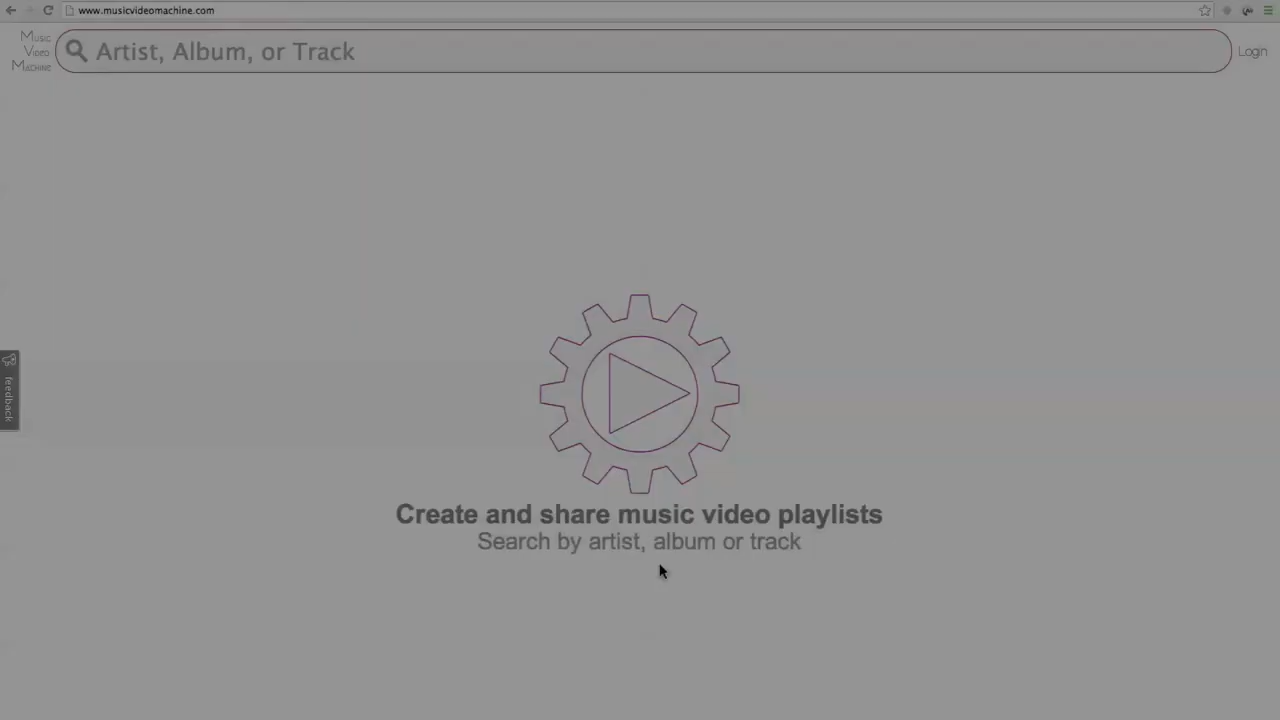 www.musicvideomachine.com
Music
Video
Machine
Artist, Album, or Track
Login
feedback
Create and share music video playlists
Search by artist, album or track